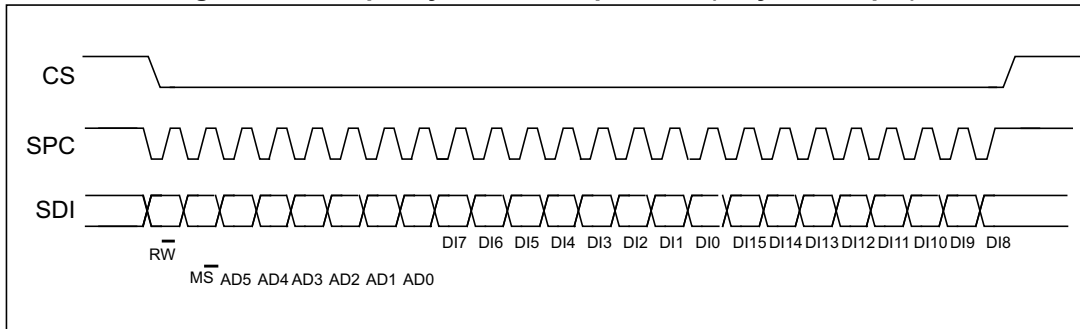 CS
SPC
SDI
RW DI7 DI6 DI5 DI4 DI3 DI2 DI1 DI0 DI15 DI14 DI13 DI12 DI11 DI10 DI9 DI8
MS AD5 AD4 AD3 AD2 AD1 AD0